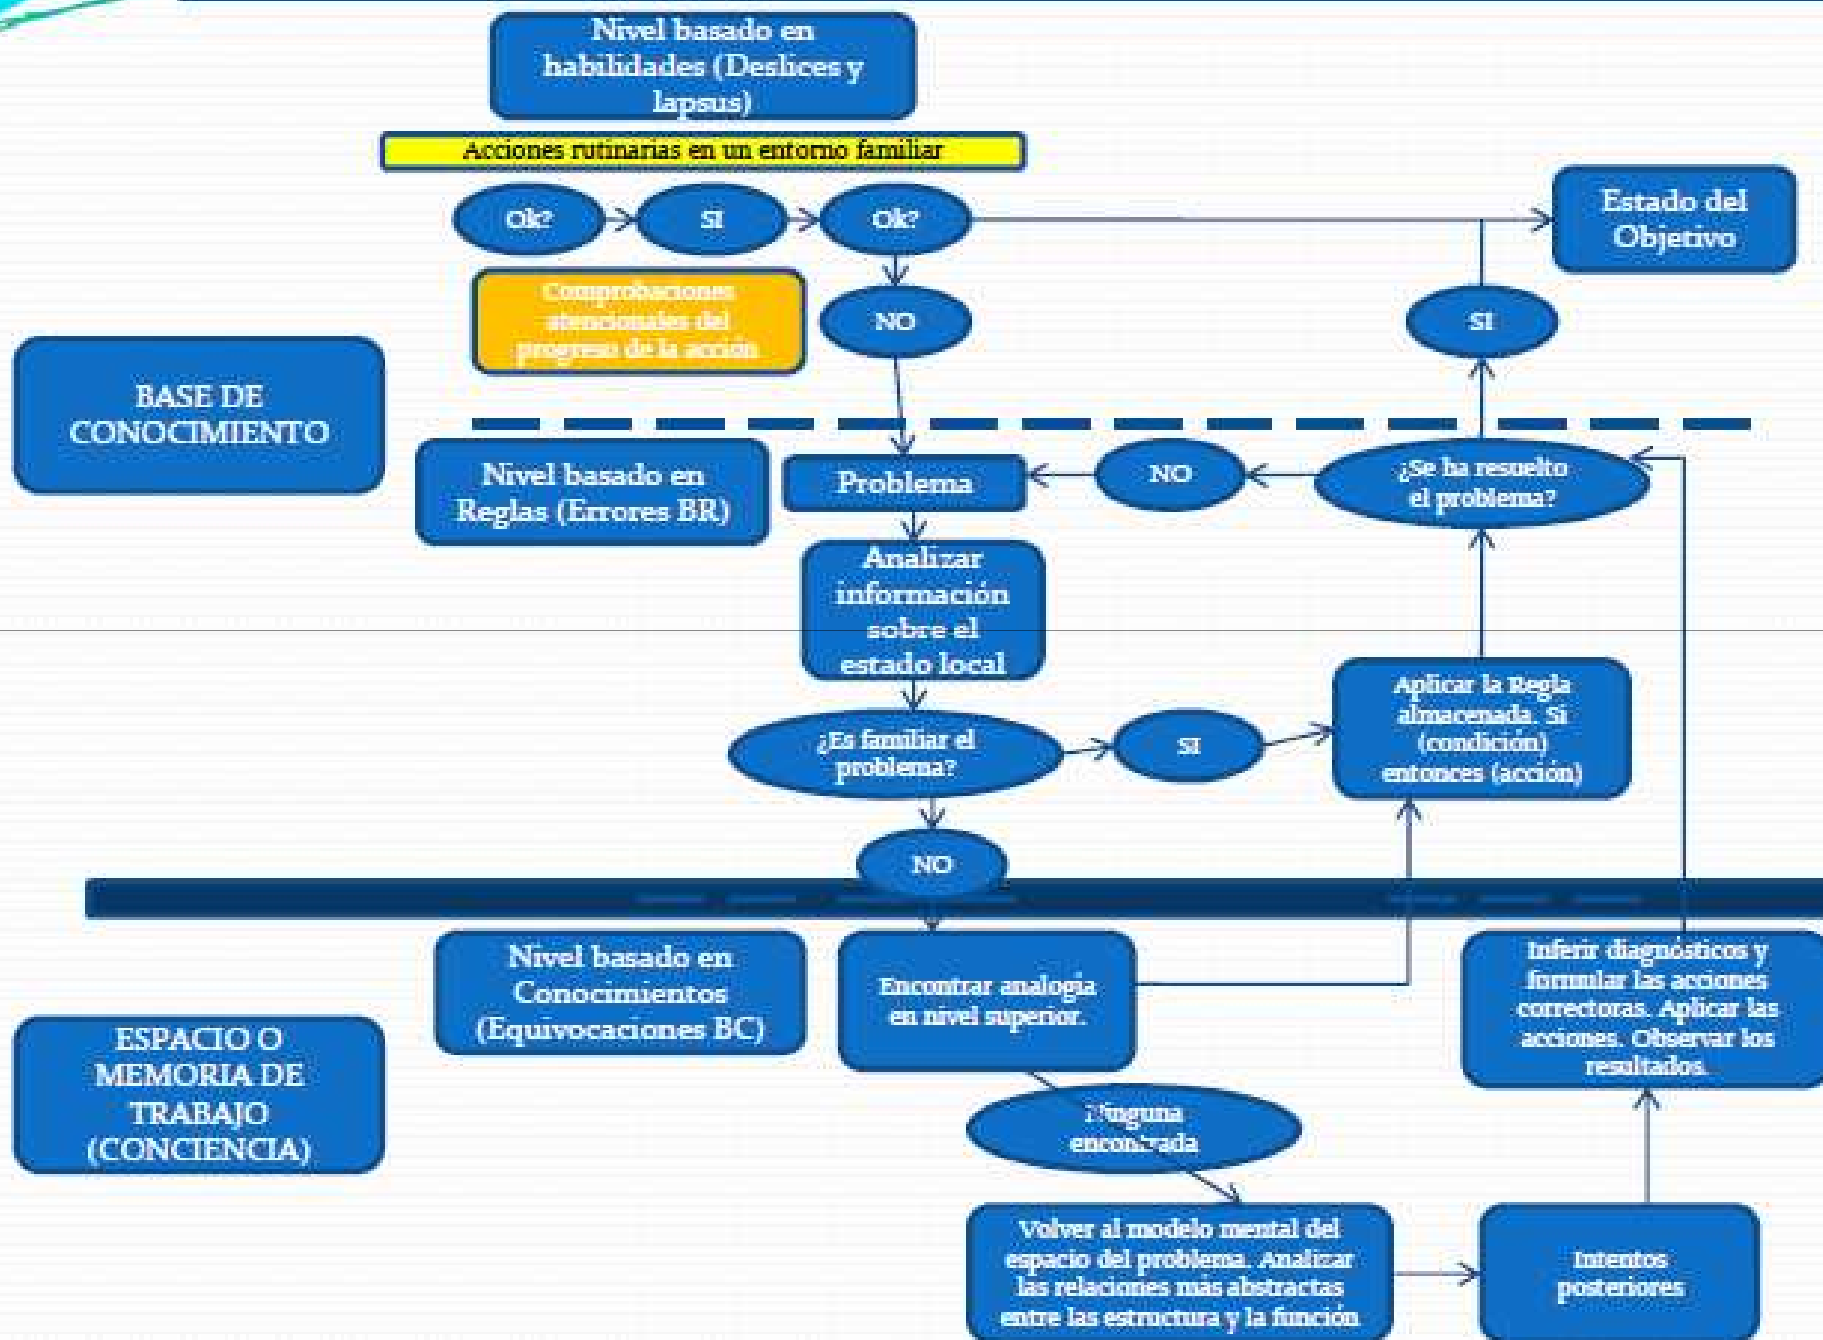 Nivel basado en
habilidades (Deslices y
lapsus)
Acciones rutinarias en un entorno familiar
Ok?
SI
Ok?
Estado del
Objetivo
Comprobaciones
atencionales del
progreso de la acción
NO
SI
BASE DE
CONOCIMIENTO
Nivel basado en
Reglas (Errores BR)
Problema
NO
¿Se ha resuelto
el problema?
Analizar
información
sobre el
estado local
¿Es familiar el
problema?
SI
Aplicar la Regla
almacenada. Si
(condición)
entonces (acción)
NO
Nivel basado en
Conocimientos
(Equivocaciones BC)
Encontrar analogía
en nivel superior.
Inferir diagnósticos y
formular las acciones
correctoras. Aplicar las
acciones. Observar los
resultados.
ESPACIO O
MEMORIA DE
TRABAJO
(CONCIENCIA)
Ninguna
encontrada
Volver al modelo mental del
espacio del problema. Analizar
las relaciones más abstractas
entre las estructura y la función
Intentos
posteriores